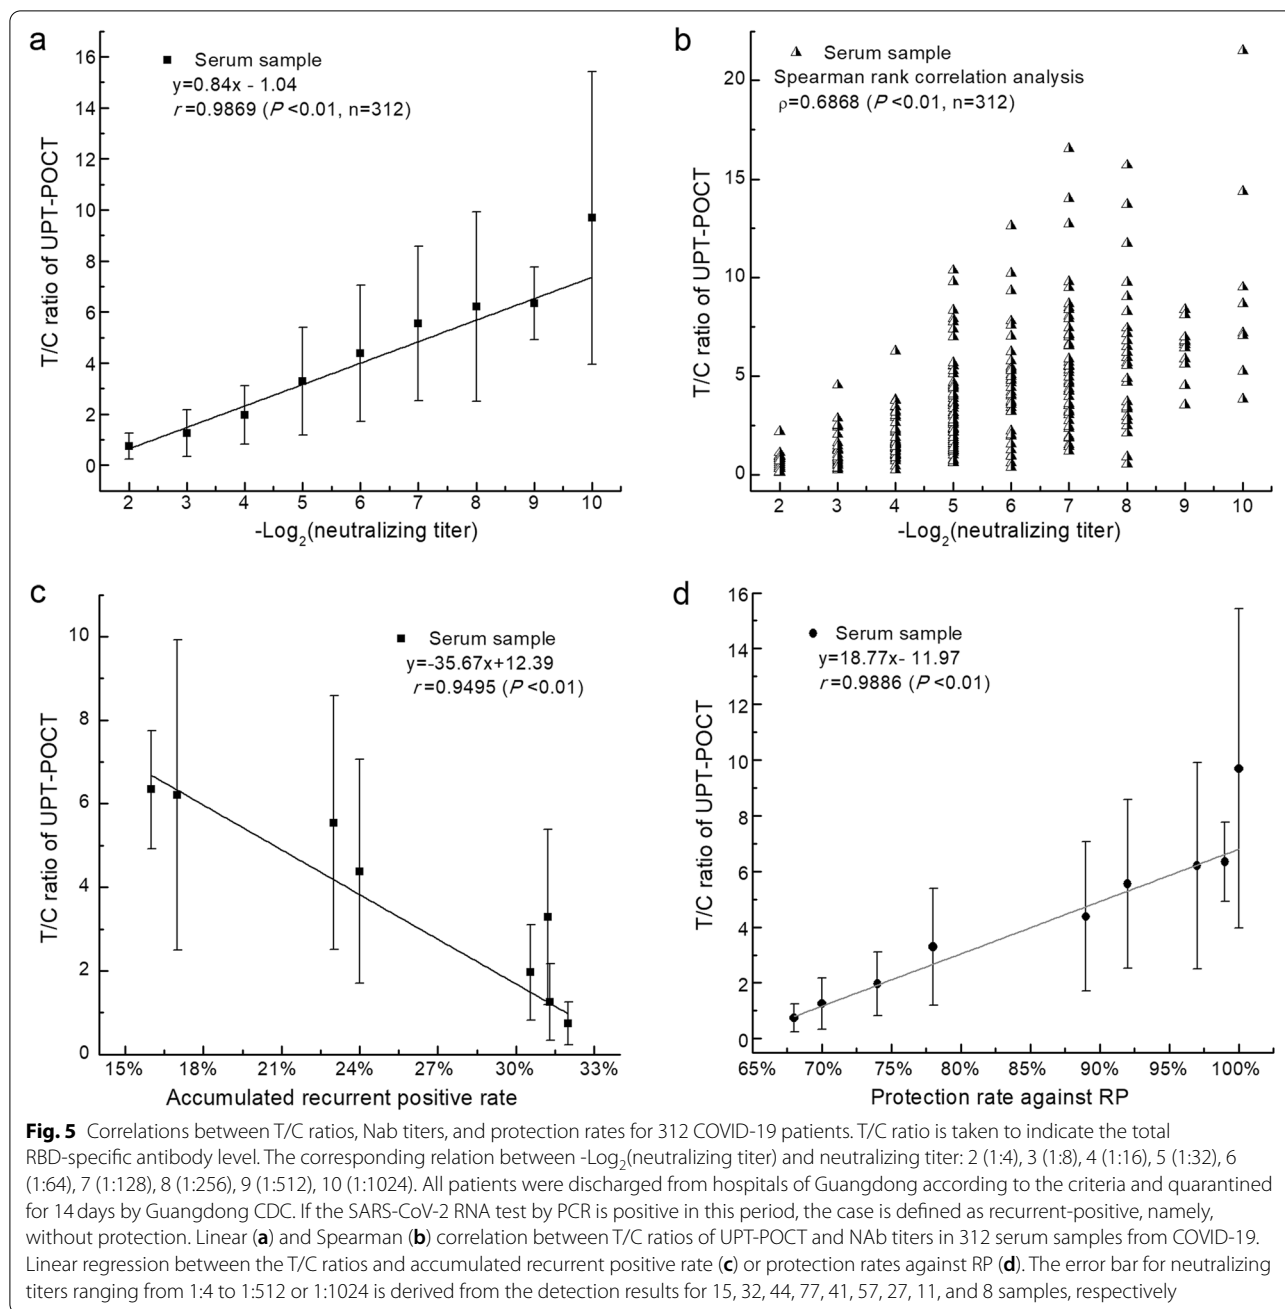 a
Serum sample
y=0.84x - 1.04
r=0.9869 (P<0.01, n=312)
T/C ratio of UPT-POCT
16
14
12
10
8
6
4
2
0
2 3 4 5 6 7 8 9 10
-Log2(neutralizing titer)
b
Serum sample
Spearman rank correlation analysis
ρ=0.6868 (P<0.01, n=312)
T/C ratio of UPT-POCT
20
15
10
5
0
2 3 4 5 6 7 8 9 10
-Log2(neutralizing titer)
c
Serum sample
y=-35.67x+12.39
r=0.9495 (P<0.01)
T/C ratio of UPT-POCT
10
8
6
4
2
0
15% 18% 21% 24% 27% 30% 33%
Accumulated recurrent positive rate
d
Serum sample
y=18.77x- 11.97
r=0.9886 (P<0.01)
T/C ratio of UPT-POCT
16
14
12
10
8
6
4
2
0
65% 70% 75% 80% 85% 90% 95% 100%
Protection rate against RP
Fig. 5 Correlations between T/C ratios, Nab titers, and protection rates for 312 COVID-19 patients. T/C ratio is taken to indicate the total
RBD-specific antibody level. The corresponding relation between -Log2(neutralizing titer) and neutralizing titer: 2 (1:4), 3 (1:8), 4 (1:16), 5 (1:32), 6
(1:64), 7 (1:128), 8 (1:256), 9 (1:512), 10 (1:1024). All patients were discharged from hospitals of Guangdong according to the criteria and quarantined
for 14 days by Guangdong CDC. If the SARS-CoV-2 RNA test by PCR is positive in this period, the case is defined as recurrent-positive, namely,
without protection. Linear (a) and Spearman (b) correlation between T/C ratios of UPT-POCT and NAb titers in 312 serum samples from COVID-19.
Linear regression between the T/C ratios and accumulated recurrent positive rate (c) or protection rates against RP (d). The error bar for neutralizing
titers ranging from 1:4 to 1:512 or 1:1024 is derived from the detection results for 15, 32, 44, 77, 41, 57, 27, 11, and 8 samples, respectively